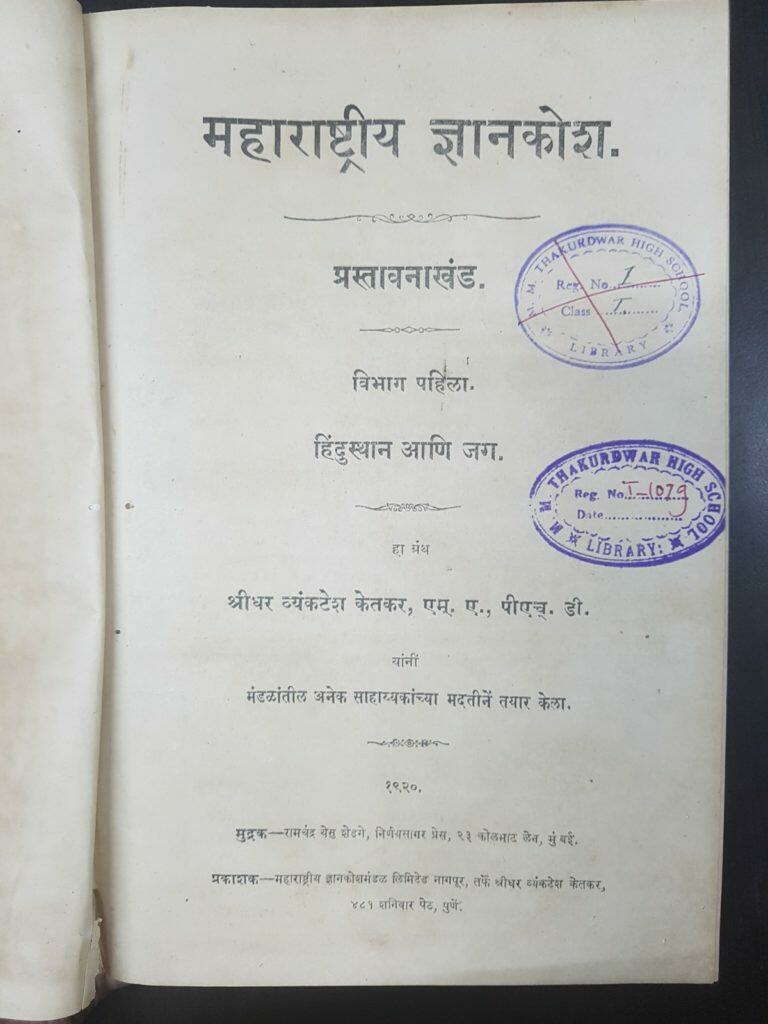 महाराष्ट्रीय ज्ञानकोश.
प्रस्तावनाखंड.
M. M. THAKURDWAR HIGH SCHOOL
Reg. No. 1
Class I
LIBRARY
विभाग पहिला.
हिंदुस्थान आणि जग.
M. M. THAKURDWAR HIGH SCHOOL
Reg. No. I-1079
Date
LIBRARY.
हा ग्रंथ
श्रीधर व्यंकटेश केतकर, एम्. ए., पीएच्. डी.
यांनीं
मंडळांतील अनेक साहाय्यकांच्या मदतीनें तयार केला.
१९२०.
मुद्रक—रामचंद्र येसू शेडगे, निर्णयसागर प्रेस, २३ कोलभाट लेन, मुंबई.
प्रकाशक—महाराष्ट्रीय ज्ञानकोशमंडळ लिमिटेड नागपूर, तर्फे श्रीधर व्यंकटेश केतकर,
४८१ शनिवार पेठ, पुणें.